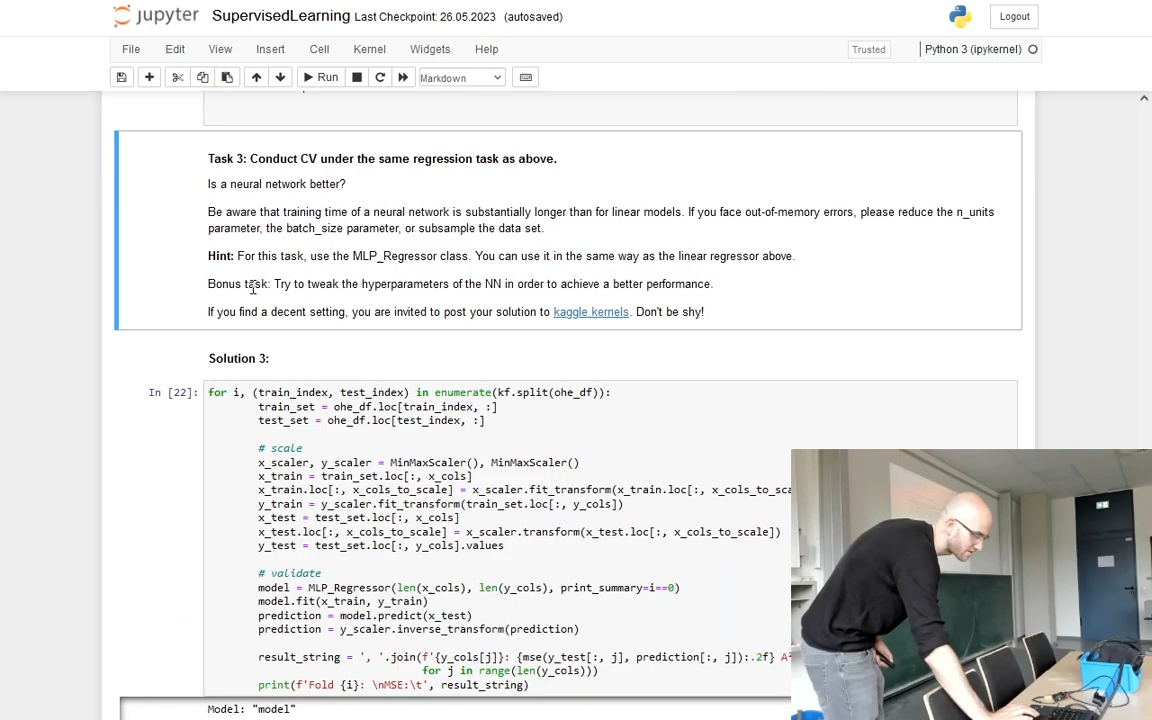 jupyter SupervisedLearning Last Checkpoint: 26.05.2023 (autosaved)
Logout
File Edit View Insert Cell Kernel Widgets Help
Trusted Python 3 (ipykernel)
Run Markdown
Task 3: Conduct CV under the same regression task as above.
Is a neural network better?
Be aware that training time of a neural network is substantially longer than for linear models. If you face out-of-memory errors, please reduce the n_units
parameter, the batch_size parameter, or subsample the data set.
Hint: For this task, use the MLP_Regressor class. You can use it in the same way as the linear regressor above.
Bonus task: Try to tweak the hyperparameters of the NN in order to achieve a better performance.
If you find a decent setting, you are invited to post your solution to kaggle kernels. Don't be shy!
Solution 3:
In [22]: for i, (train_index, test_index) in enumerate(kf.split(ohe_df)):
train_set = ohe_df.loc[train_index, :]
test_set = ohe_df.loc[test_index, :]
# scale
x_scaler, y_scaler = MinMaxScaler(), MinMaxScaler()
x_train = train_set.loc[:, x_cols]
x_train.loc[:, x_cols_to_scale] = x_scaler.fit_transform(x_train.loc[:, x_cols_to_sca
y_train = y_scaler.fit_transform(train_set.loc[:, y_cols])
x_test = test_set.loc[:, x_cols]
x_test.loc[:, x_cols_to_scale] = x_scaler.transform(x_test.loc[:, x_cols_to_scale])
y_test = test_set.loc[:, y_cols].values
# validate
model = MLP_Regressor(len(x_cols), len(y_cols), print_summary=i==0)
model.fit(x_train, y_train)
prediction = model.predict(x_test)
prediction = y_scaler.inverse_transform(prediction)
result_string = ', '.join(f'{y_cols[j]}: {mse(y_test[:, j], prediction[:, j]):.2f}
for j in range(len(y_cols)))
print(f'Fold {i}: \nMSE:\t', result_string)
Model: "model"